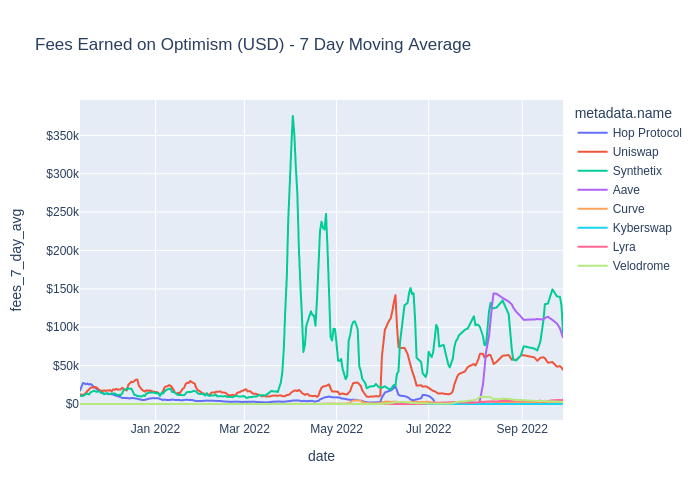 Fees Earned on Optimism (USD) - 7 Day Moving Average
metadata.name
Hop Protocol
Uniswap
Synthetix
Aave
Curve
Kyberswap
Lyra
Velodrome
fees_7_day_avg
$350k
$300k
$250k
$200k
$150k
$100k
$50k
$0
Jan 2022
Mar 2022
May 2022
Jul 2022
Sep 2022
date